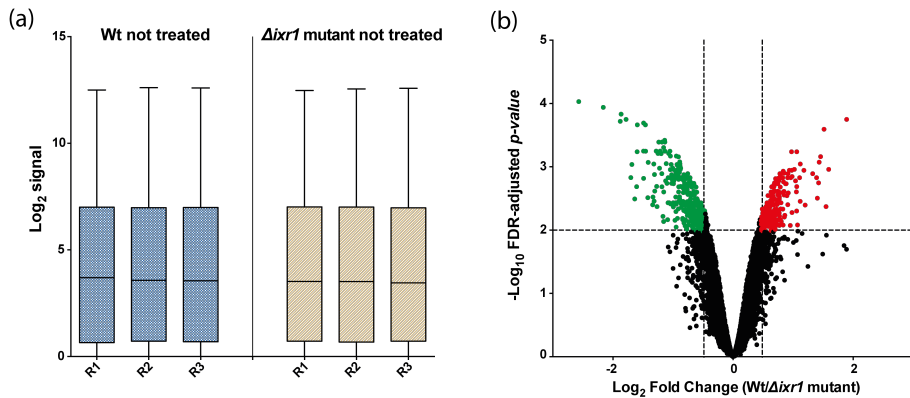 (a)
Wt not treated
Δixr1 mutant not treated
15
10
5
0
Log2 signal
R1
R2
R3
R1
R2
R3
(b)
5
4
3
2
1
0
-Log10 FDR-adjusted p-value
-2
0
2
Log2 Fold Change (Wt/Δixr1 mutant)